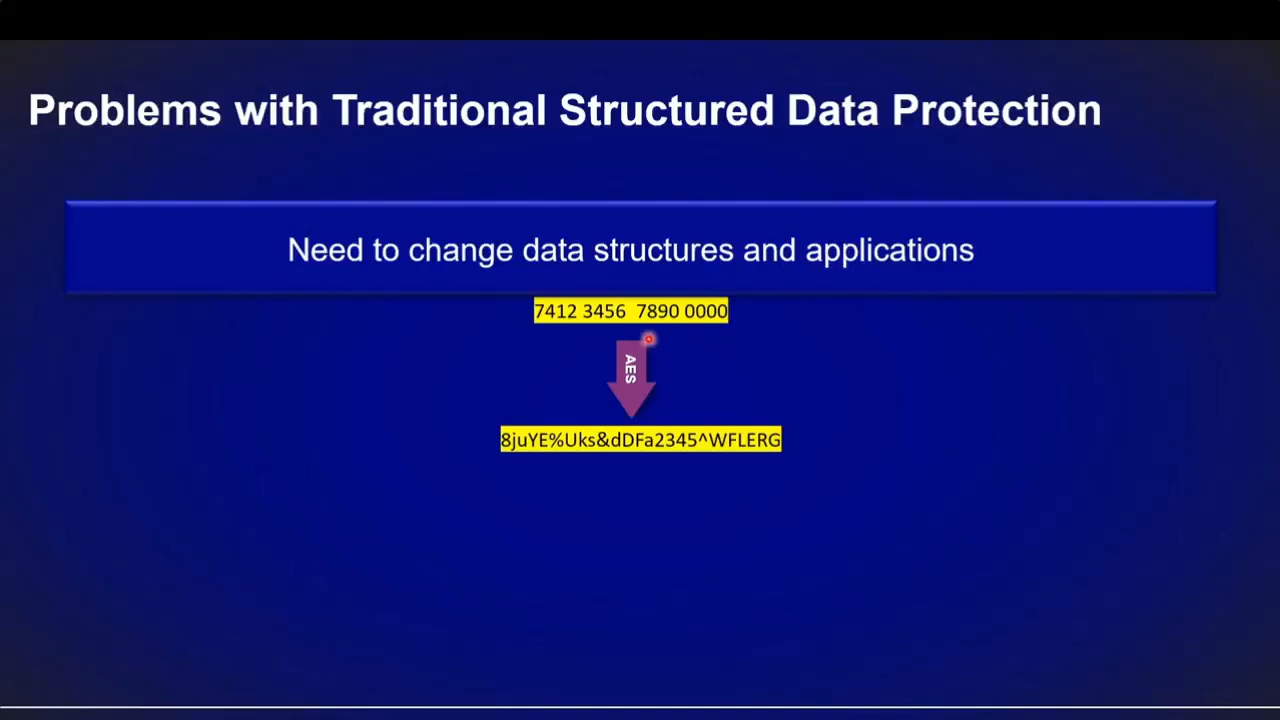 Problems with Traditional Structured Data Protection
Need to change data structures and applications
7412 3456  7890 0000
AES
8juYE%Uks&dDFa2345^WFLERG